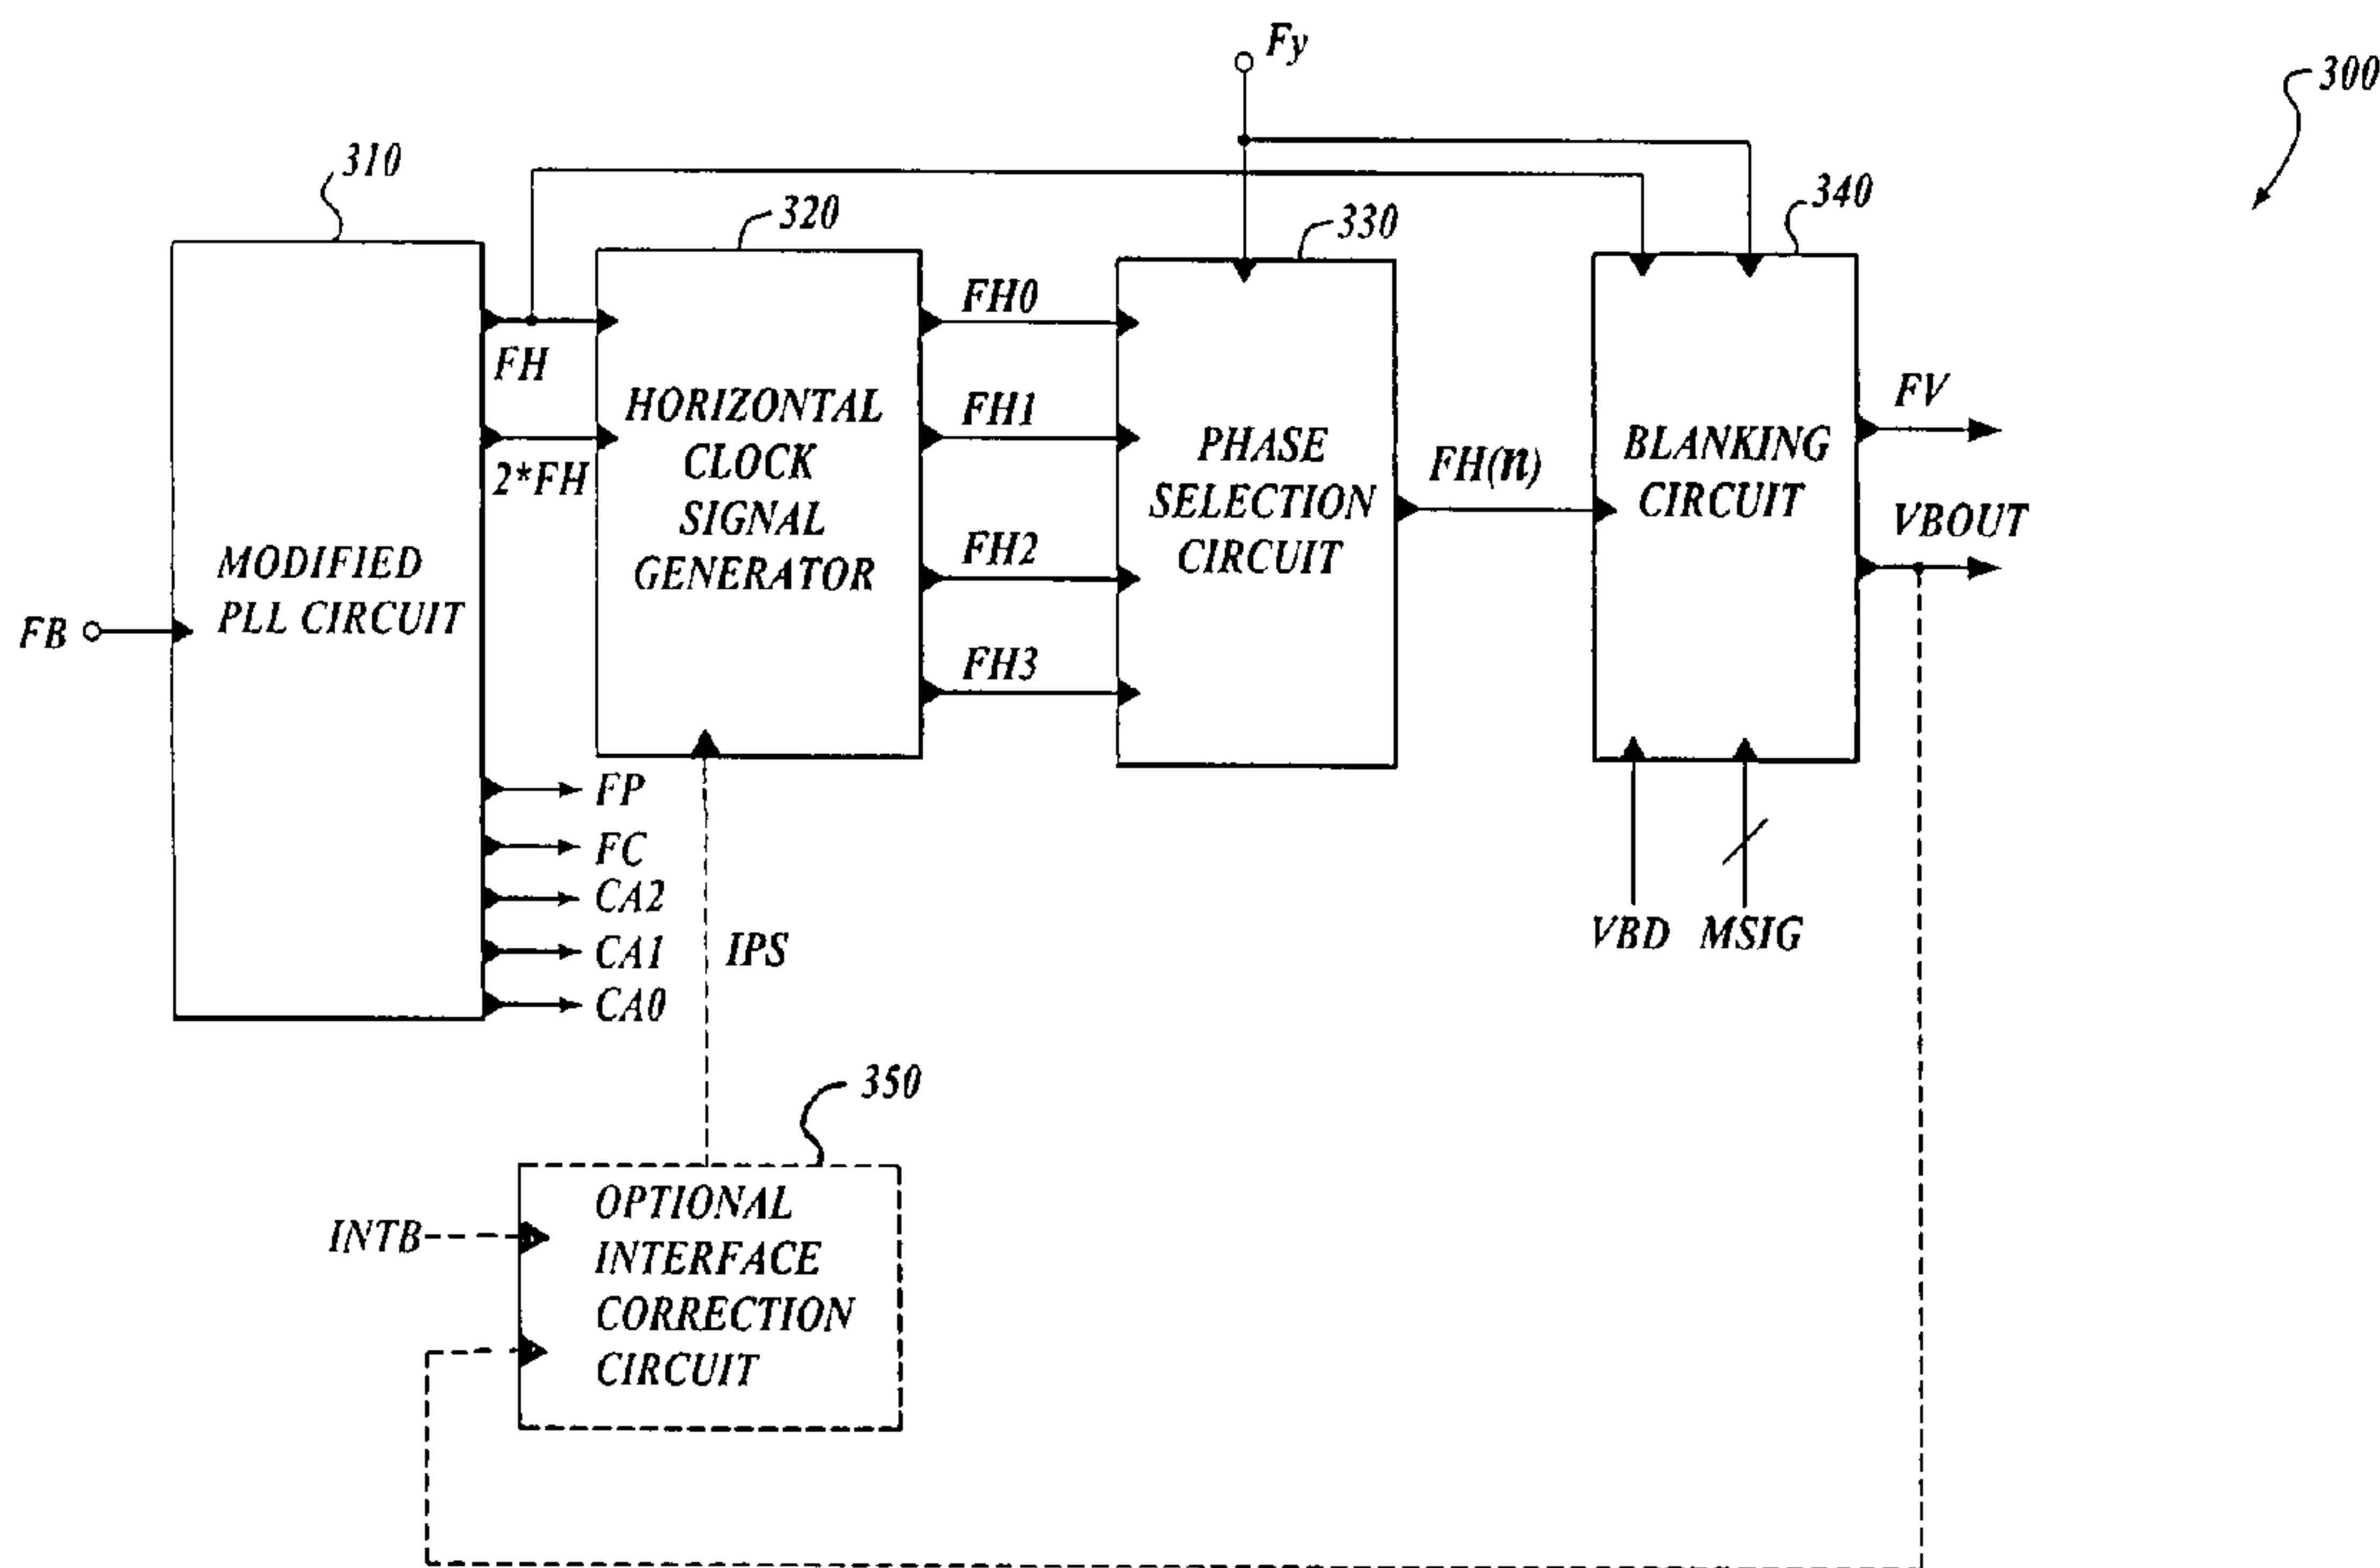 Fy
300
310
320
330
340
FH0
FH
FH1
FV
HORIZONTAL
CLOCK
SIGNAL
GENERATOR
PHASE
SELECTION
CIRCUIT
FH(n)
BLANKING
CIRCUIT
2*FH
VBOUT
MODIFIED
PLL CIRCUIT
FH2
FB
FH3
FP
FC
CA2
CA1
CA0
IPS
VBD
MSIG
350
INTB
OPTIONAL
INTERFACE
CORRECTION
CIRCUIT